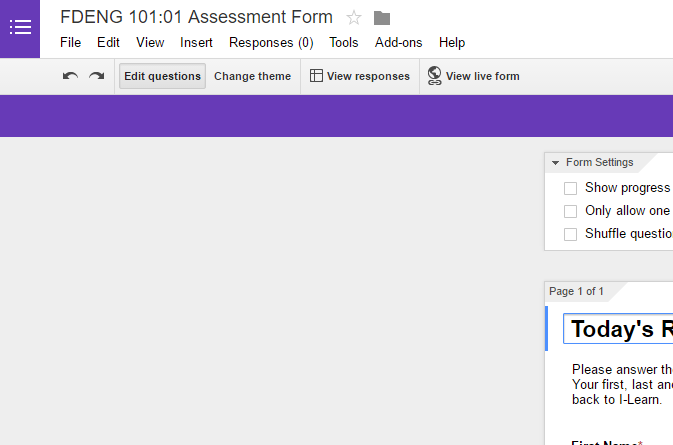 FDENG 101:01 Assessment Form
File Edit View Insert Responses (0) Tools Add-ons Help
Edit questions Change theme View responses View live form
Form Settings
Show progress
Only allow one
Shuffle questio
Page 1 of 1
Today's R
Please answer th
Your first, last an
back to I-Learn.
First Name*